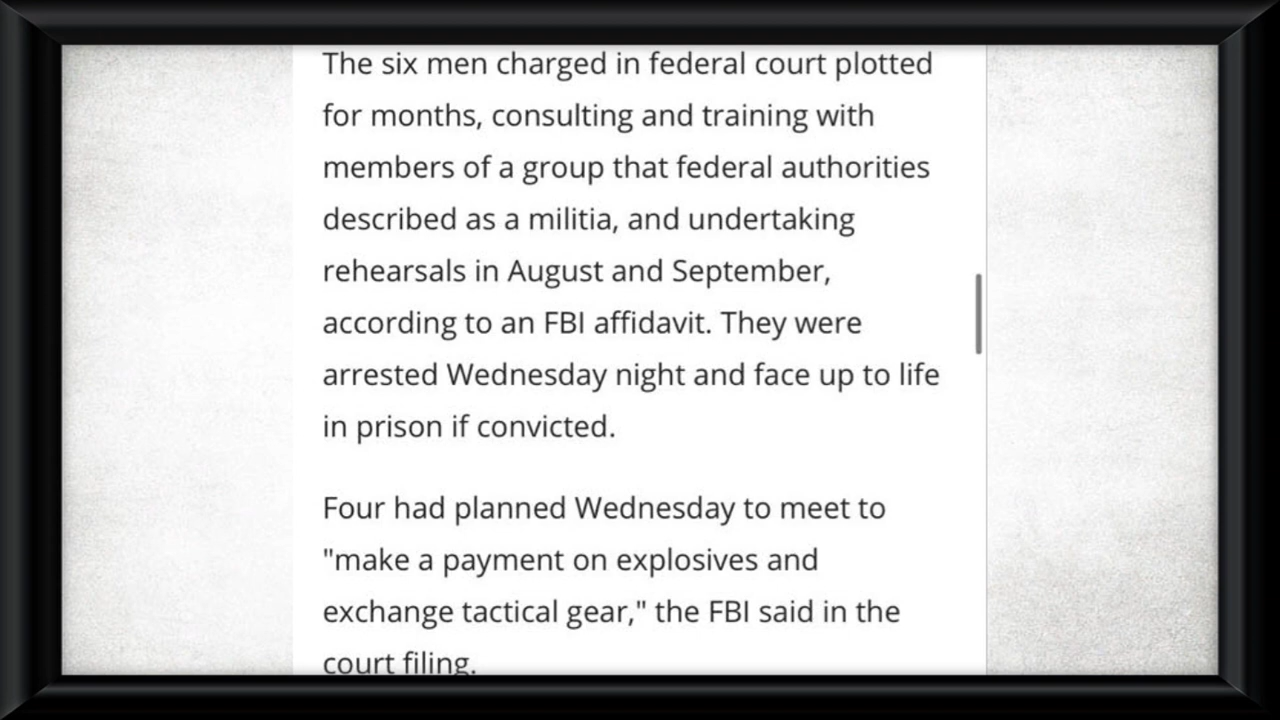 The six men charged in federal court plotted
for months, consulting and training with
members of a group that federal authorities
described as a militia, and undertaking
rehearsals in August and September,
according to an FBI affidavit. They were
arrested Wednesday night and face up to life
in prison if convicted.
Four had planned Wednesday to meet to
"make a payment on explosives and
exchange tactical gear," the FBI said in the
court filing.